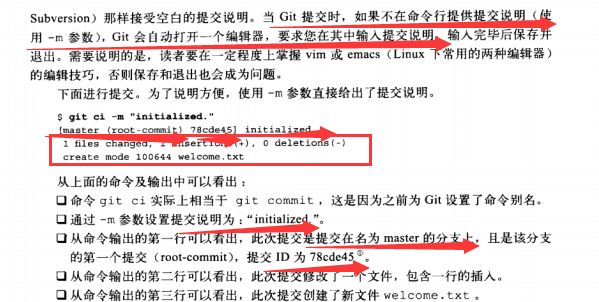 Subversion）那样接受空白的提交说明。当 Git 提交时，如果不在命令行提供提交说明（使
用 -m 参数），Git 会自动打开一个编辑器，要求您在其中输入提交说明，输入完毕后保存并
退出。需要说明的是，读者要在一定程度上掌握 vim 或 emacs（Linux 下常用的两种编辑器）
的编辑技巧，否则保存和退出也会成为问题。
下面进行提交。为了说明方便，使用 -m 参数直接给出了提交说明。
$ git ci -m "initialized."
[master (root-commit) 78cde45] initialized.
1 files changed, 1 insertions(+), 0 deletions(-)
create mode 100644 welcome.txt
从上面的命令及输出中可以看出：
❑ 命令 git ci 实际上相当于 git commit，这是因为之前为 Git 设置了命令别名。
❑ 通过 -m 参数设置提交说明为："initialized."。
❑ 从命令输出的第一行可以看出，此次提交是提交在名为 master 的分支上，且是该分支
的第一个提交（root-commit），提交 ID 为 78cde45①。
❑ 从命令输出的第二行可以看出，此次提交修改了一个文件，包含一行的插入。
❑ 从命令输出的第三行可以看出，此次提交创建了新文件 welcome.txt。